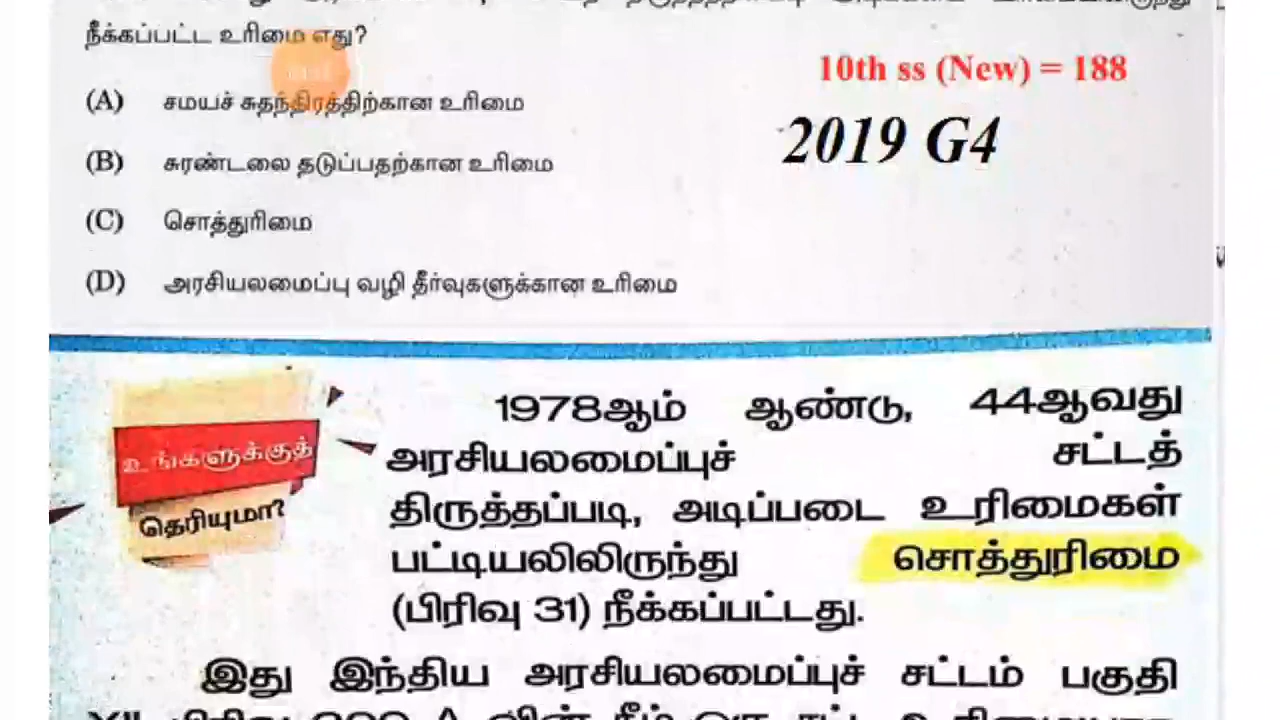 நீக்கப்பட்ட உரிமை எது?
10th ss (New) = 188
(A) சமயச் சுதந்திரத்திற்கான உரிமை
2019 G4
(B) சுரண்டலை தடுப்பதற்கான உரிமை
(C) சொத்துரிமை
(D) அரசியலமைப்பு வழி தீர்வுகளுக்கான உரிமை
உங்களுக்குத்
தெரியுமா?
1978ஆம் ஆண்டு, 44ஆவது
அரசியலமைப்புச் சட்டத்
திருத்தப்படி, அடிப்படை உரிமைகள்
பட்டியலிலிருந்து சொத்துரிமை
(பிரிவு 31) நீக்கப்பட்டது.
இது இந்திய அரசியலமைப்புச் சட்டம் பகுதி